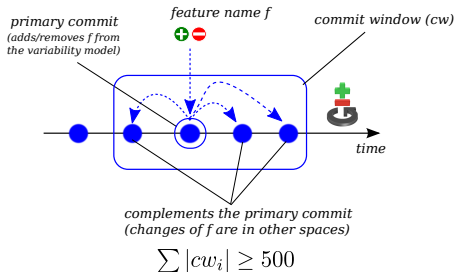 feature name f
primary commit
(adds/removes f from
the variability model)
commit window (cw)
time
complements the primary commit
(changes of f are in other spaces)
∑ |cw_i| ≥ 500